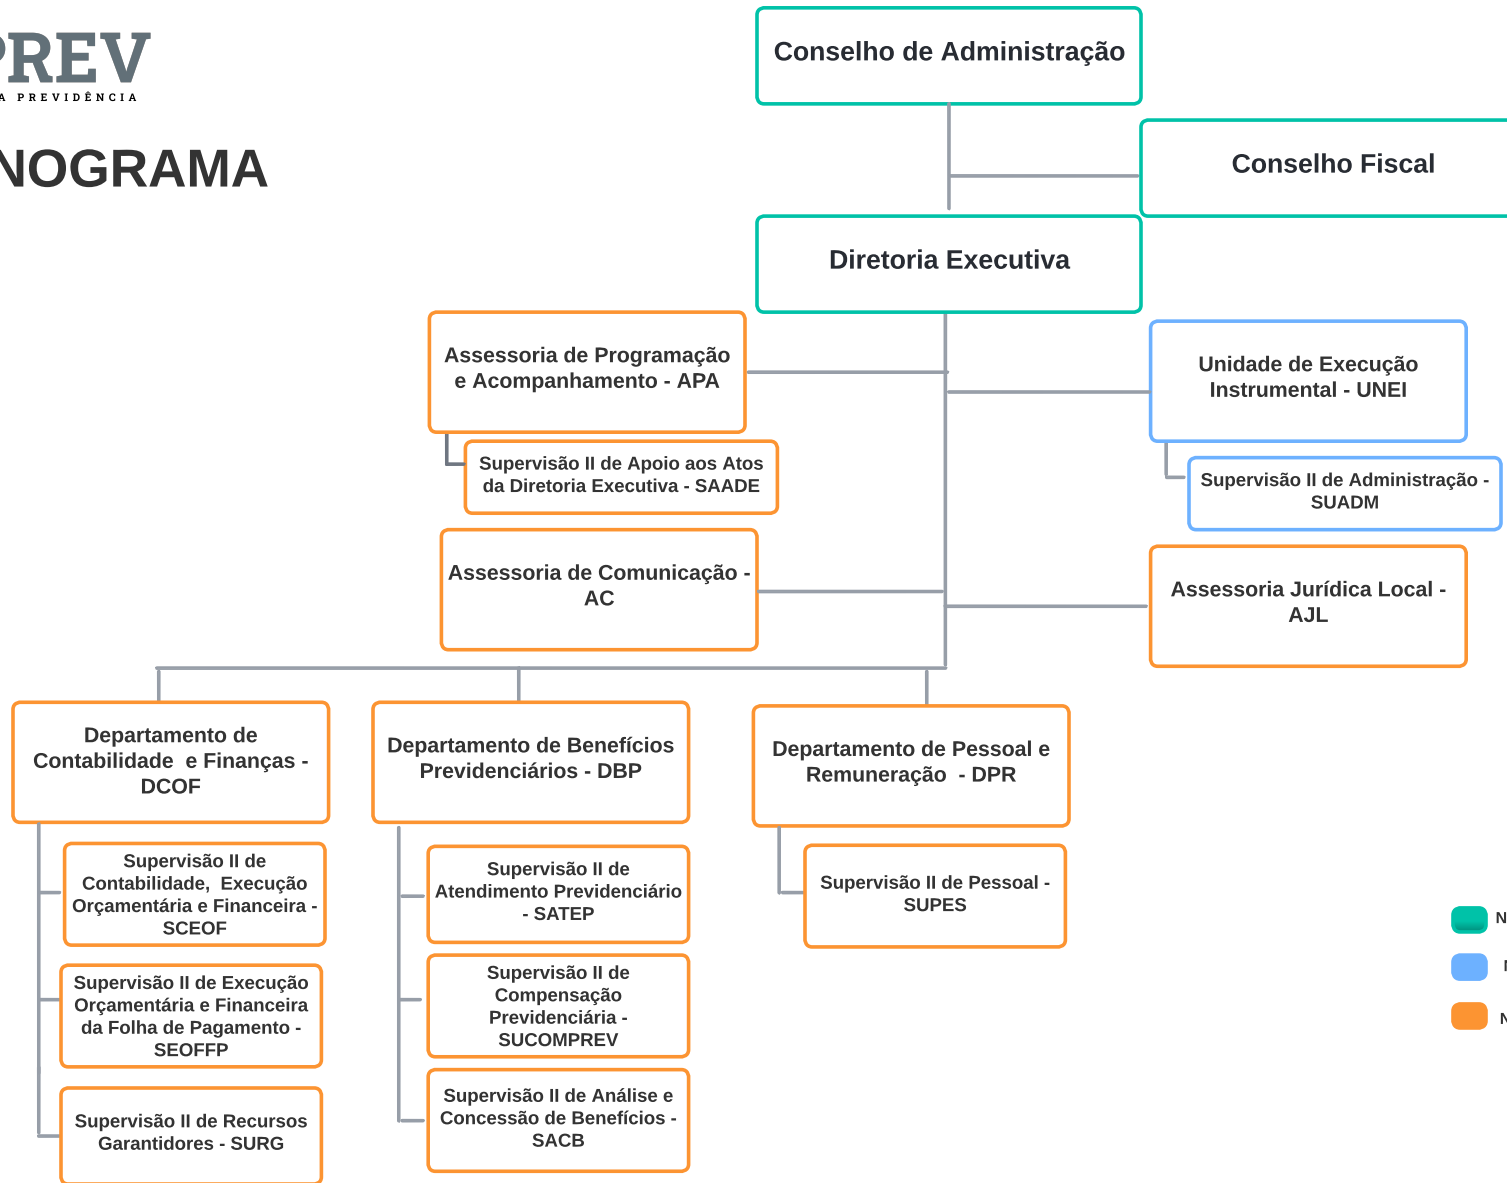 PREV
A PREVIDÊNCIA
NOGRAMA
Conselho de Administração
Conselho Fiscal
Diretoria Executiva
Assessoria de Programação
e Acompanhamento - APA
Supervisão II de Apoio aos Atos
da Diretoria Executiva - SAADE
Unidade de Execução
Instrumental - UNEI
Supervisão II de Administração -
SUADM
Assessoria de Comunicação -
AC
Assessoria Jurídica Local -
AJL
Departamento de
Contabilidade  e Finanças -
DCOF
Supervisão II de
Contabilidade,  Execução
Orçamentária e Financeira -
SCEOF
Supervisão II de Execução
Orçamentária e Financeira
da Folha de Pagamento -
SEOFFP
Supervisão II de Recursos
Garantidores - SURG
Departamento de Benefícios
Previdenciários - DBP
Supervisão II de
Atendimento Previdenciário
- SATEP
Supervisão II de
Compensação
Previdenciária -
SUCOMPREV
Supervisão II de Análise e
Concessão de Benefícios -
SACB
Departamento de Pessoal e
Remuneração  - DPR
Supervisão II de Pessoal -
SUPES